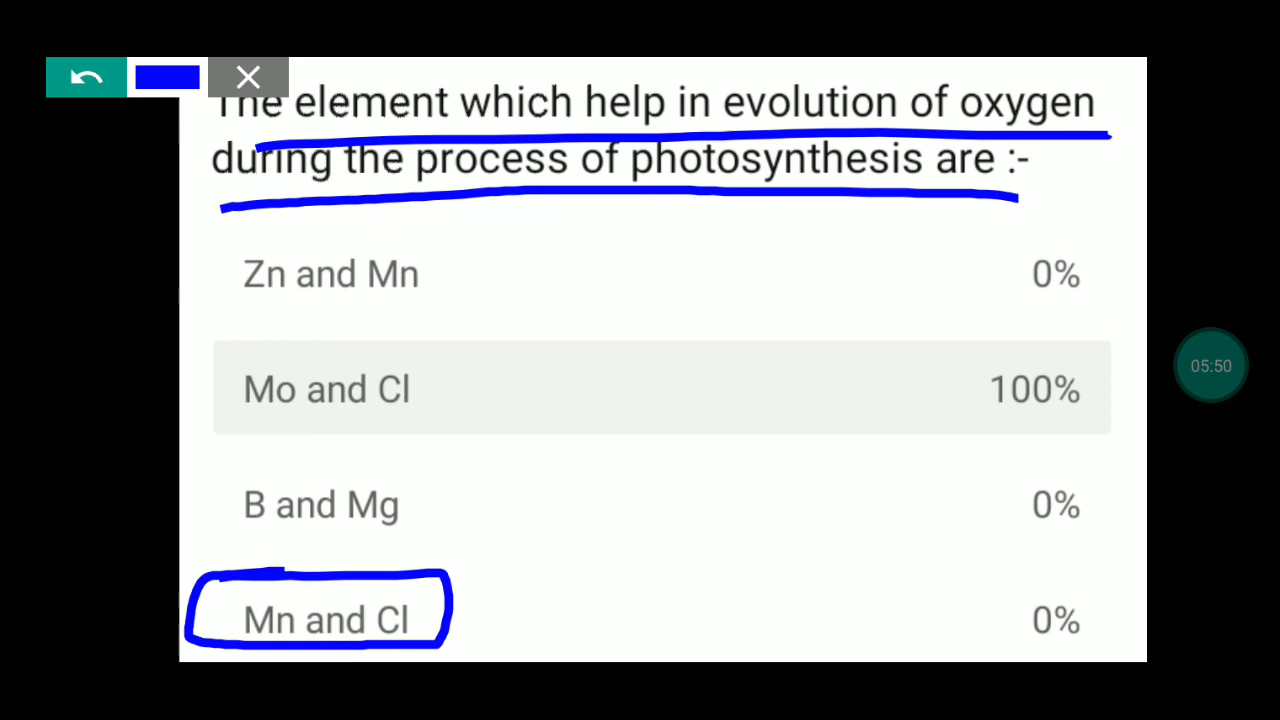 The element which help in evolution of oxygen
during the process of photosynthesis are :-
Zn and Mn 0%
Mo and Cl 100%
05:50
B and Mg 0%
Mn and Cl 0%